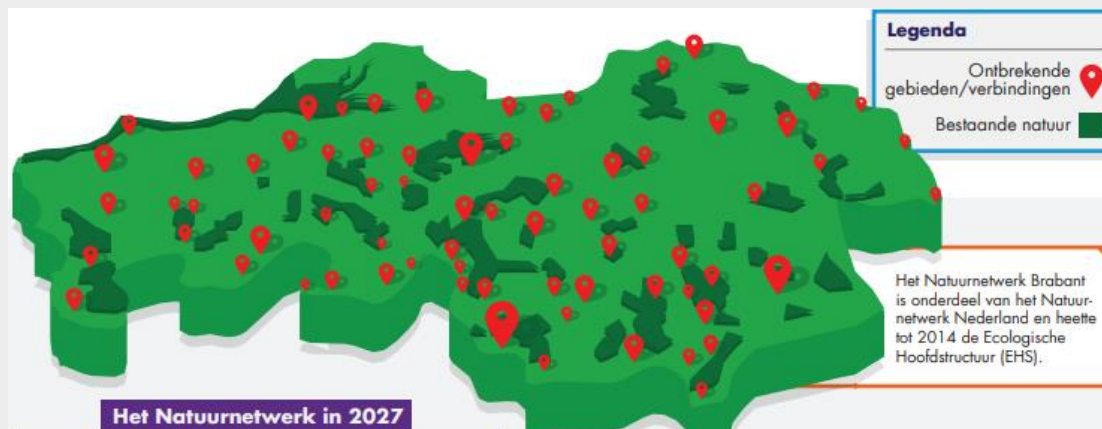 Legenda
Ontbrekende
gebieden/verbindingen
Bestaande natuur
Het Natuurnetwerk Brabant
is onderdeel van het Natuur-
netwerk Nederland en heette
tot 2014 de Ecologische
Hoofdstructuur (EHS).
Het Natuurnetwerk in 2027